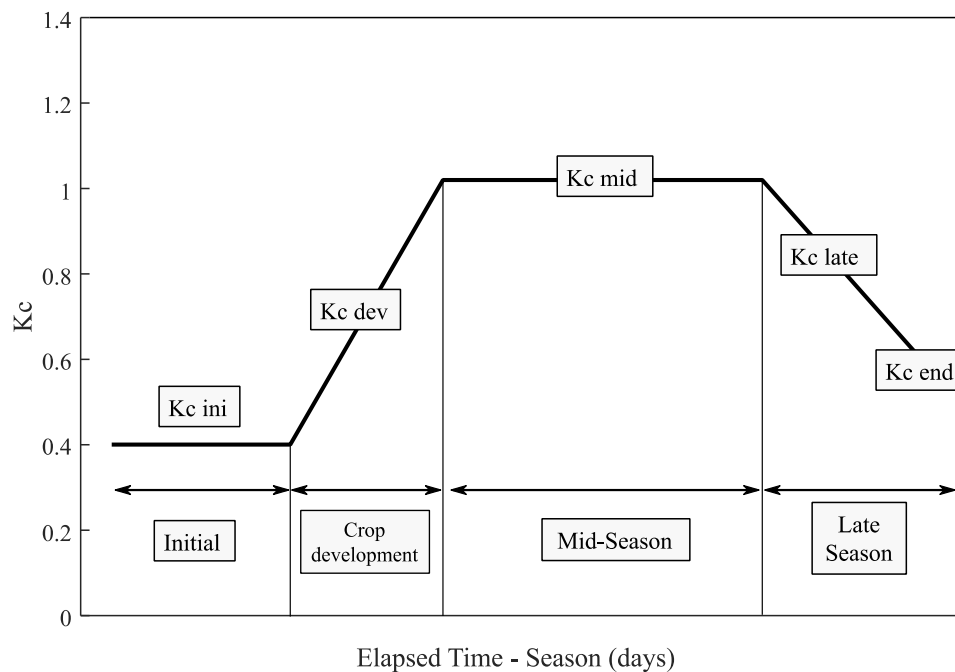 1.4
1.2
1
0.8
0.6
0.4
0.2
0
Kc
Kc mid
Kc late
Kc dev
Kc end
Kc ini
Initial
Crop
development
Mid-Season
Late
Season
Elapsed Time - Season (days)